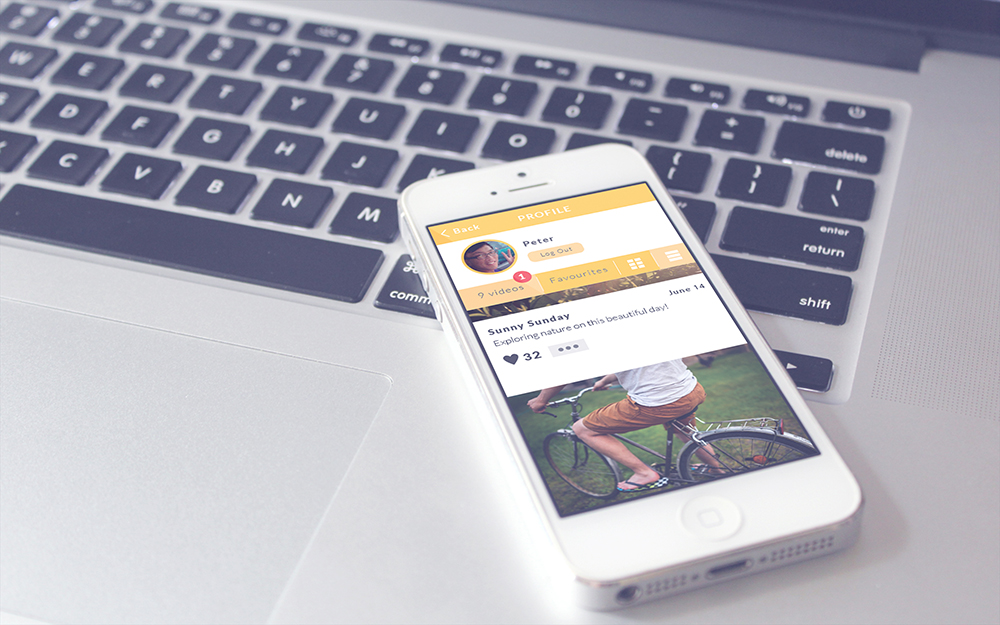 PROFILE
Back
Peter
Log Out
9 videos
1
Favourites
June 14
Sunny Sunday
Exploring nature on this beautiful day!
32
W E R T Y U I O
D F G H J
C V B N M
delete
enter
return
shift
comm